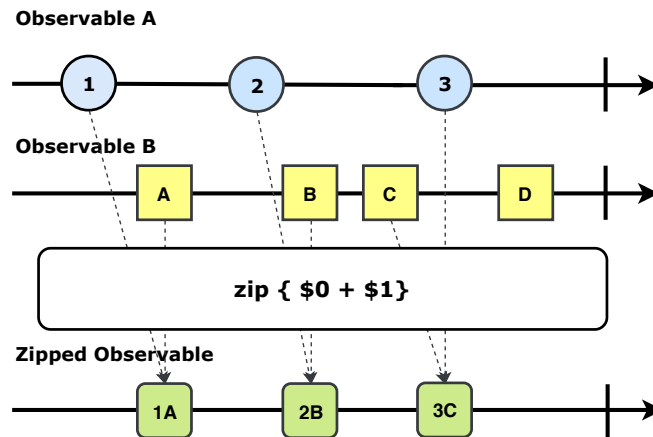 Observable A
1
2
3
Observable B
A
B
C
D
zip { $0 + $1}
Zipped Observable
1A
2B
3C